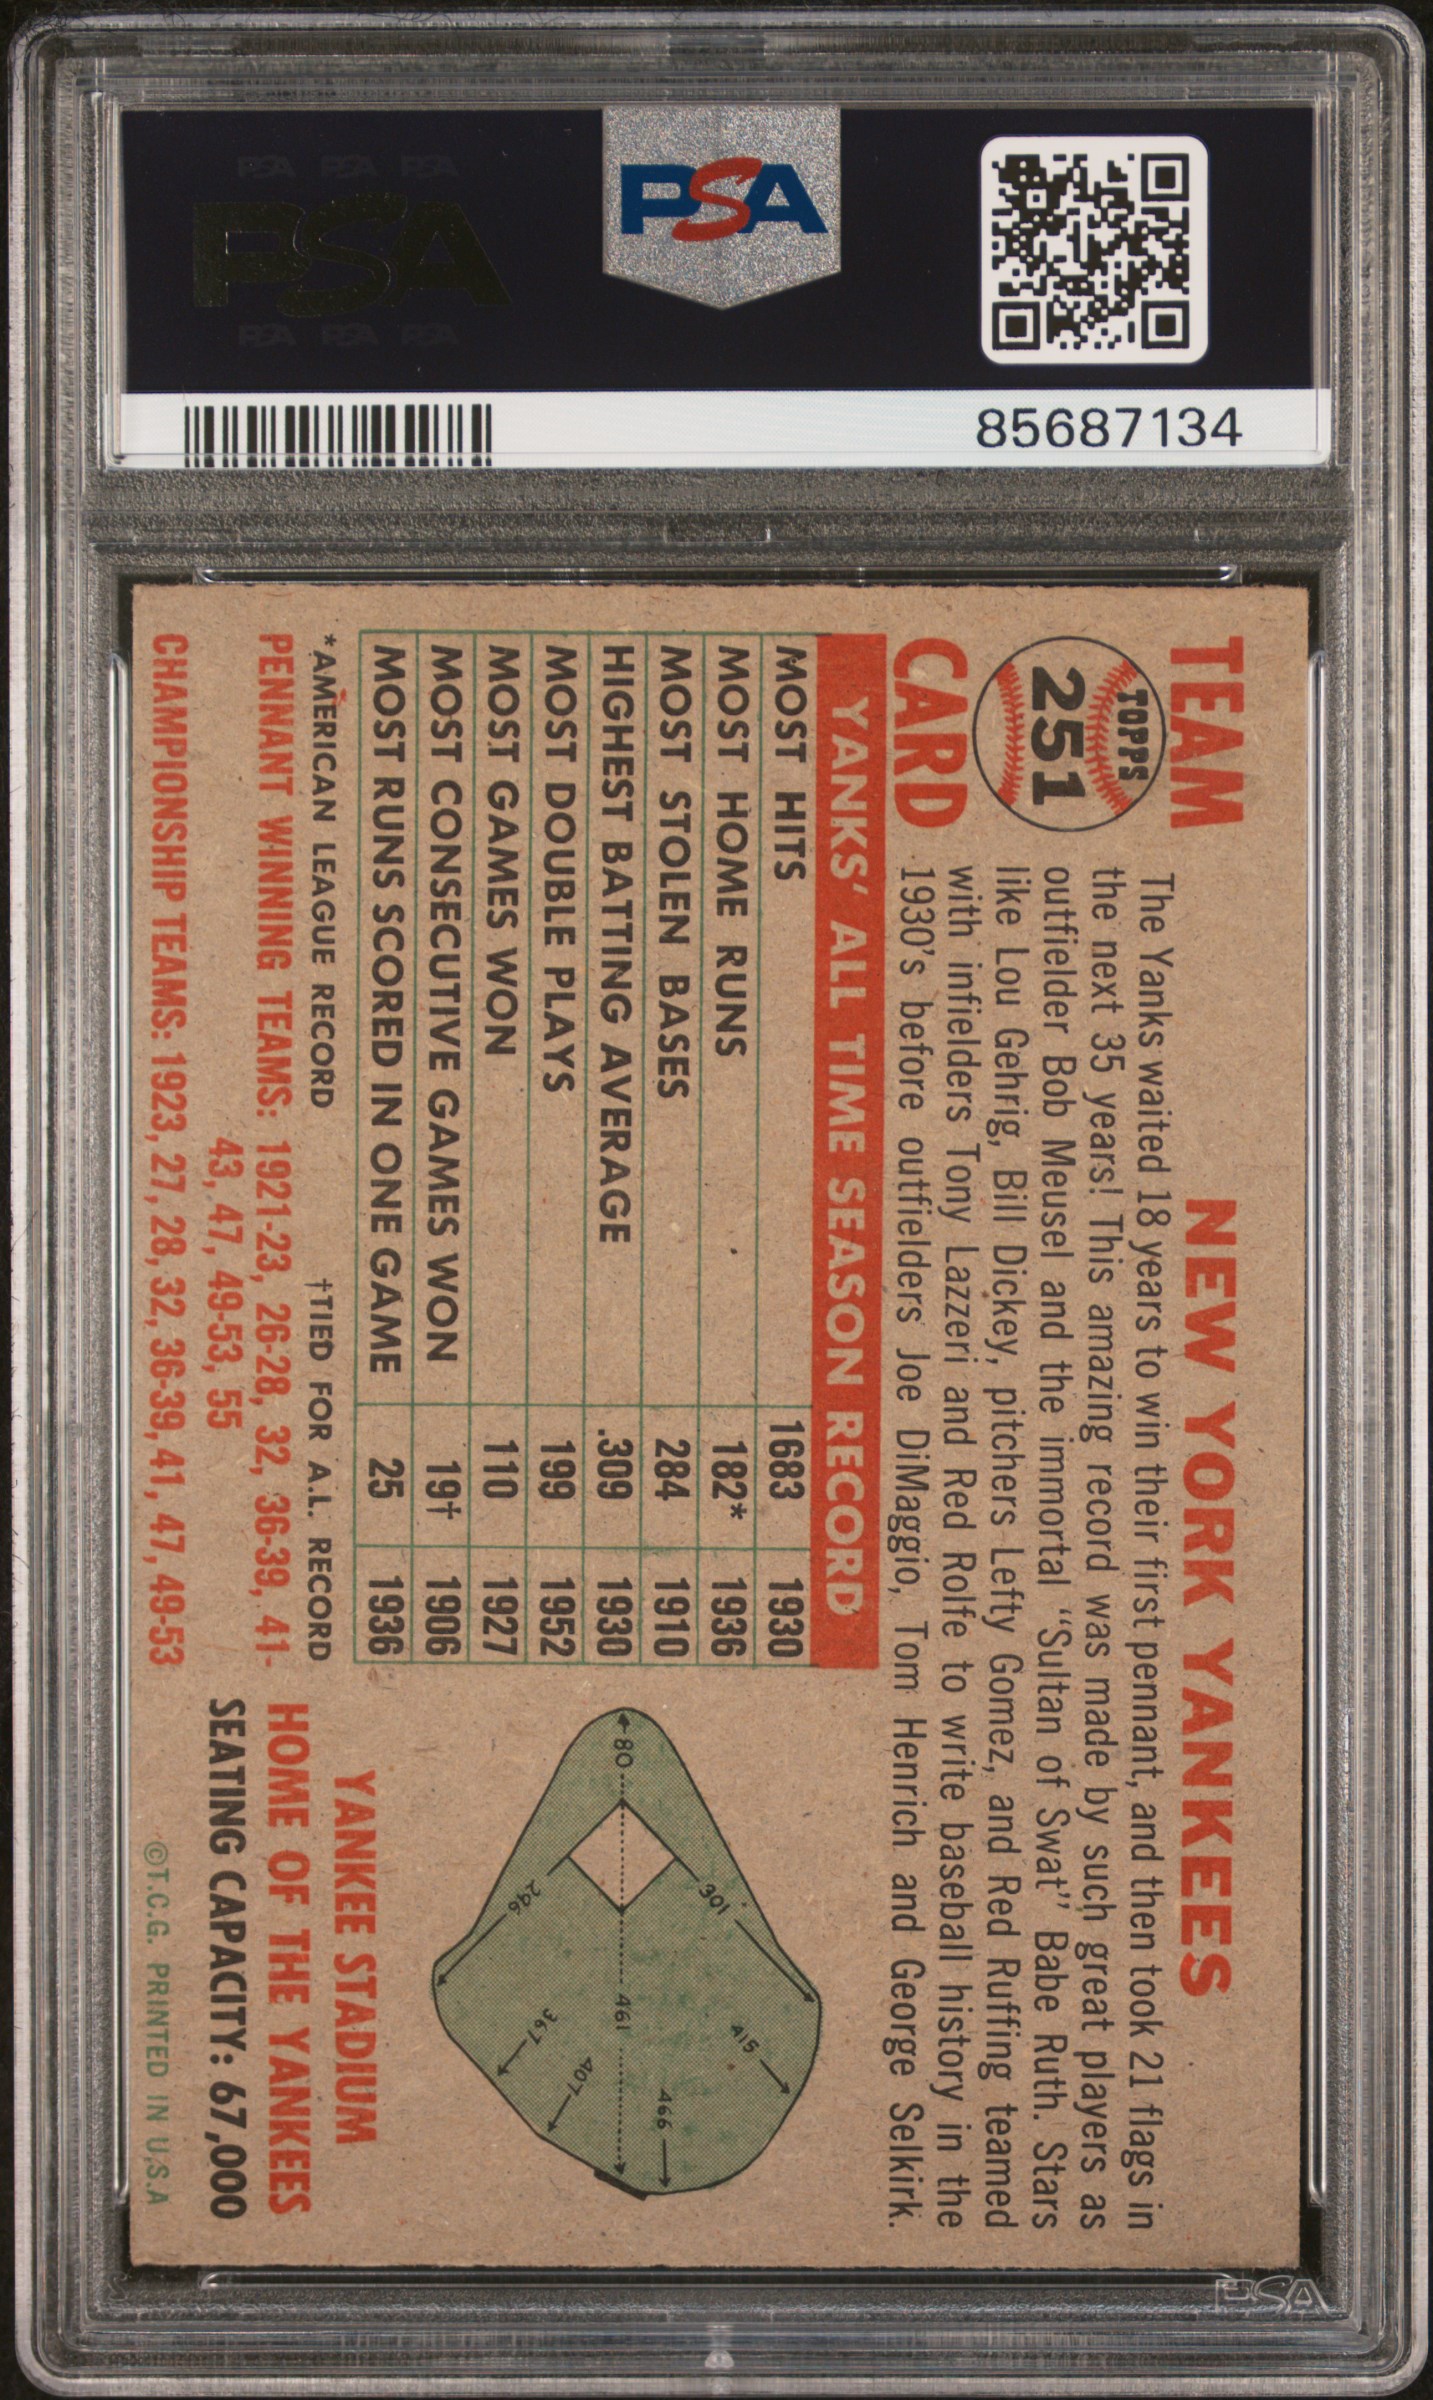 PSA PSA PSA
PSA
PSA PSA PSA
PSA
85687134
TEAM
TOPPS
251
CARD
NEW YORK YANKEES
The Yanks waited 18 years to win their first pennant, and then took 21 flags in
the next 35 years! This amazing record was made by such great players as
outfielder Bob Meusel and the immortal "Sultan of Swat" Babe Ruth. Stars
like Lou Gehrig, Bill Dickey, pitchers Lefty Gomez, and Red Ruffing teamed
with infielders Tony Lazzeri and Red Rolfe to write baseball history in the
1930's before outfielders Joe DiMaggio, Tom Henrich and George Selkirk.
YANKS' ALL TIME SEASON RECORD
MOST HITS 1683 1930
MOST HOME RUNS 182* 1936
MOST STOLEN BASES 284 1910
HIGHEST BATTING AVERAGE .309 1930
MOST DOUBLE PLAYS 199 1952
MOST GAMES WON 110 1927
MOST CONSECUTIVE GAMES WON 19† 1906
MOST RUNS SCORED IN ONE GAME 25 1936
*AMERICAN LEAGUE RECORD †TIED FOR A.L. RECORD
PENNANT WINNING TEAMS: 1921-23, 26-28, 32, 36-39, 41-
43, 47, 49-53, 55
CHAMPIONSHIP TEAMS: 1923, 27, 28, 32, 36-39, 41, 47, 49-53
80
301
296
461
415
466
407
367
YANKEE STADIUM
HOME OF THE YANKEES
SEATING CAPACITY: 67,000
©T.C.G. PRINTED IN U.S.A
PSA